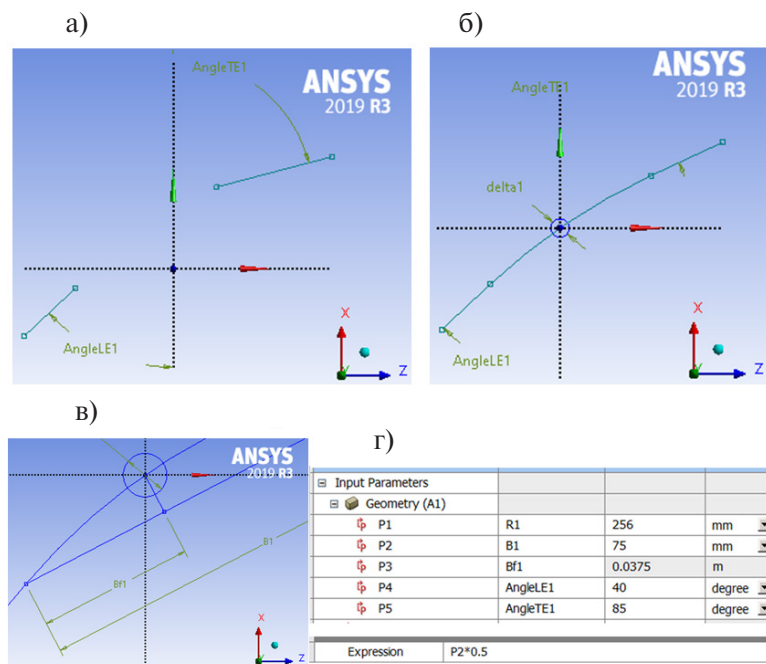 а)
б)
ANSYS
2019 R3
AngleTE1
AngleLE1
X
Z
ANSYS
2019 R3
AngleTE1
delta1
AngleLE1
X
Z
в)
г)
ANSYS
2019 R3
B1
Bf1
X
Z
Input Parameters
Geometry (A1)
P1 R1 256 mm
P2 B1 75 mm
P3 Bf1 0.0375 m
P4 AngleLE1 40 degree
P5 AngleTE1 85 degree
Expression P2*0.5